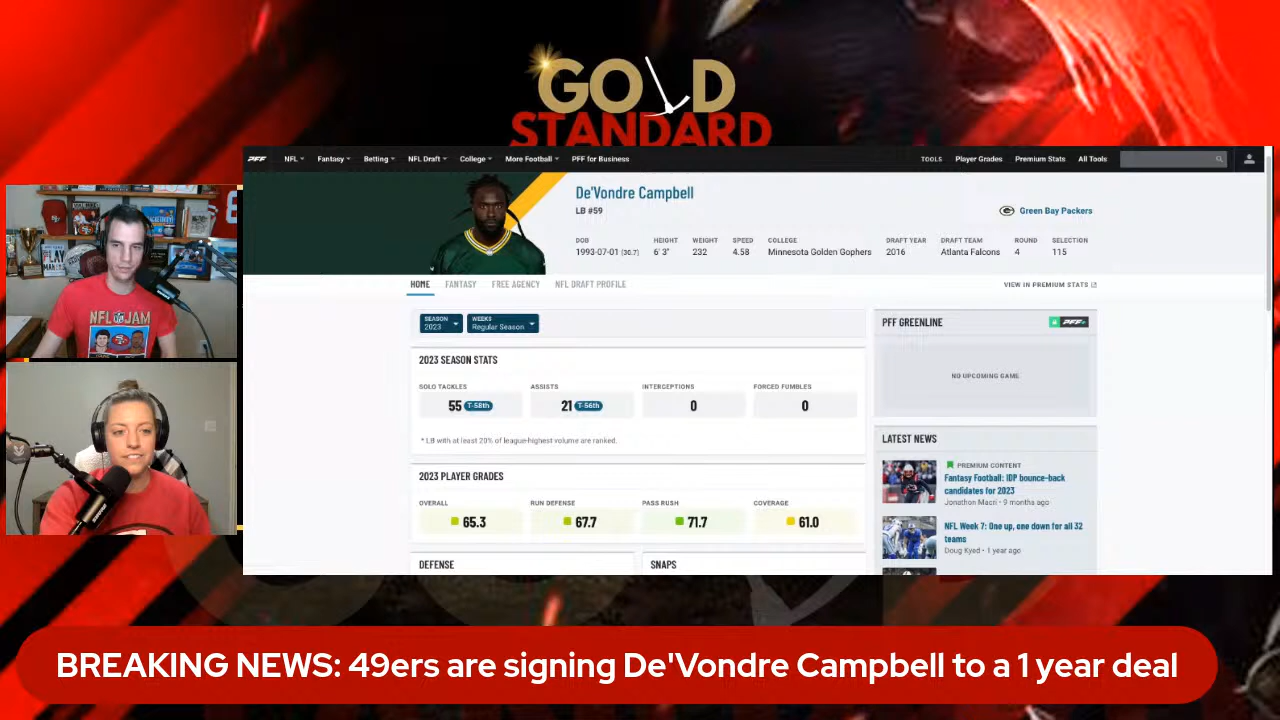 GOLD
STANDARD
PFF NFL Fantasy Betting NFL Draft College More Football PFF for Business TOOLS Player Grades Premium Stats All Tools
De'Vondre Campbell
LB #59
Green Bay Packers
DOB HEIGHT WEIGHT SPEED COLLEGE DRAFT YEAR DRAFT TEAM ROUND SELECTION
1993-07-01 (30.7) 6' 3" 232 4.58 Minnesota Golden Gophers 2016 Atlanta Falcons 4 115
HOME FANTASY FREE AGENCY NFL DRAFT PROFILE VIEW IN PREMIUM STATS
SEASON
2023
WEEKS
Regular Season
2023 SEASON STATS
SOLO TACKLES ASSISTS INTERCEPTIONS FORCED FUMBLES
55 T-58th 21 T-56th 0 0
* LB with at least 20% of league-highest volume are ranked.
2023 PLAYER GRADES
OVERALL RUN DEFENSE PASS RUSH COVERAGE
65.3 67.7 71.7 61.0
DEFENSE SNAPS
PFF GREENLINE PFF
NO UPCOMING GAME
LATEST NEWS
PREMIUM CONTENT
Fantasy Football: IDP bounce-back
candidates for 2023
Jonathon Macri • 9 months ago
NFL Week 7: One up, one down for all 32
teams
Doug Kyed • 1 year ago
NFL JAM
BREAKING NEWS: 49ers are signing De'Vondre Campbell to a 1 year deal